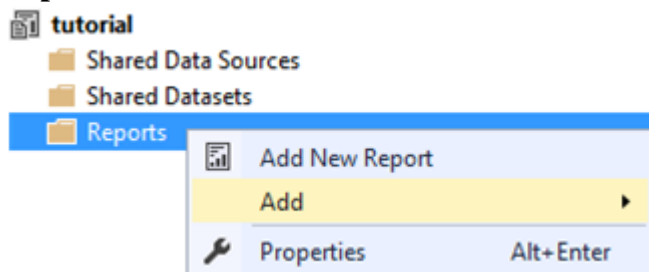 tutorial
Shared Data Sources
Shared Datasets
Reports
Add New Report
Add
Properties Alt+Enter